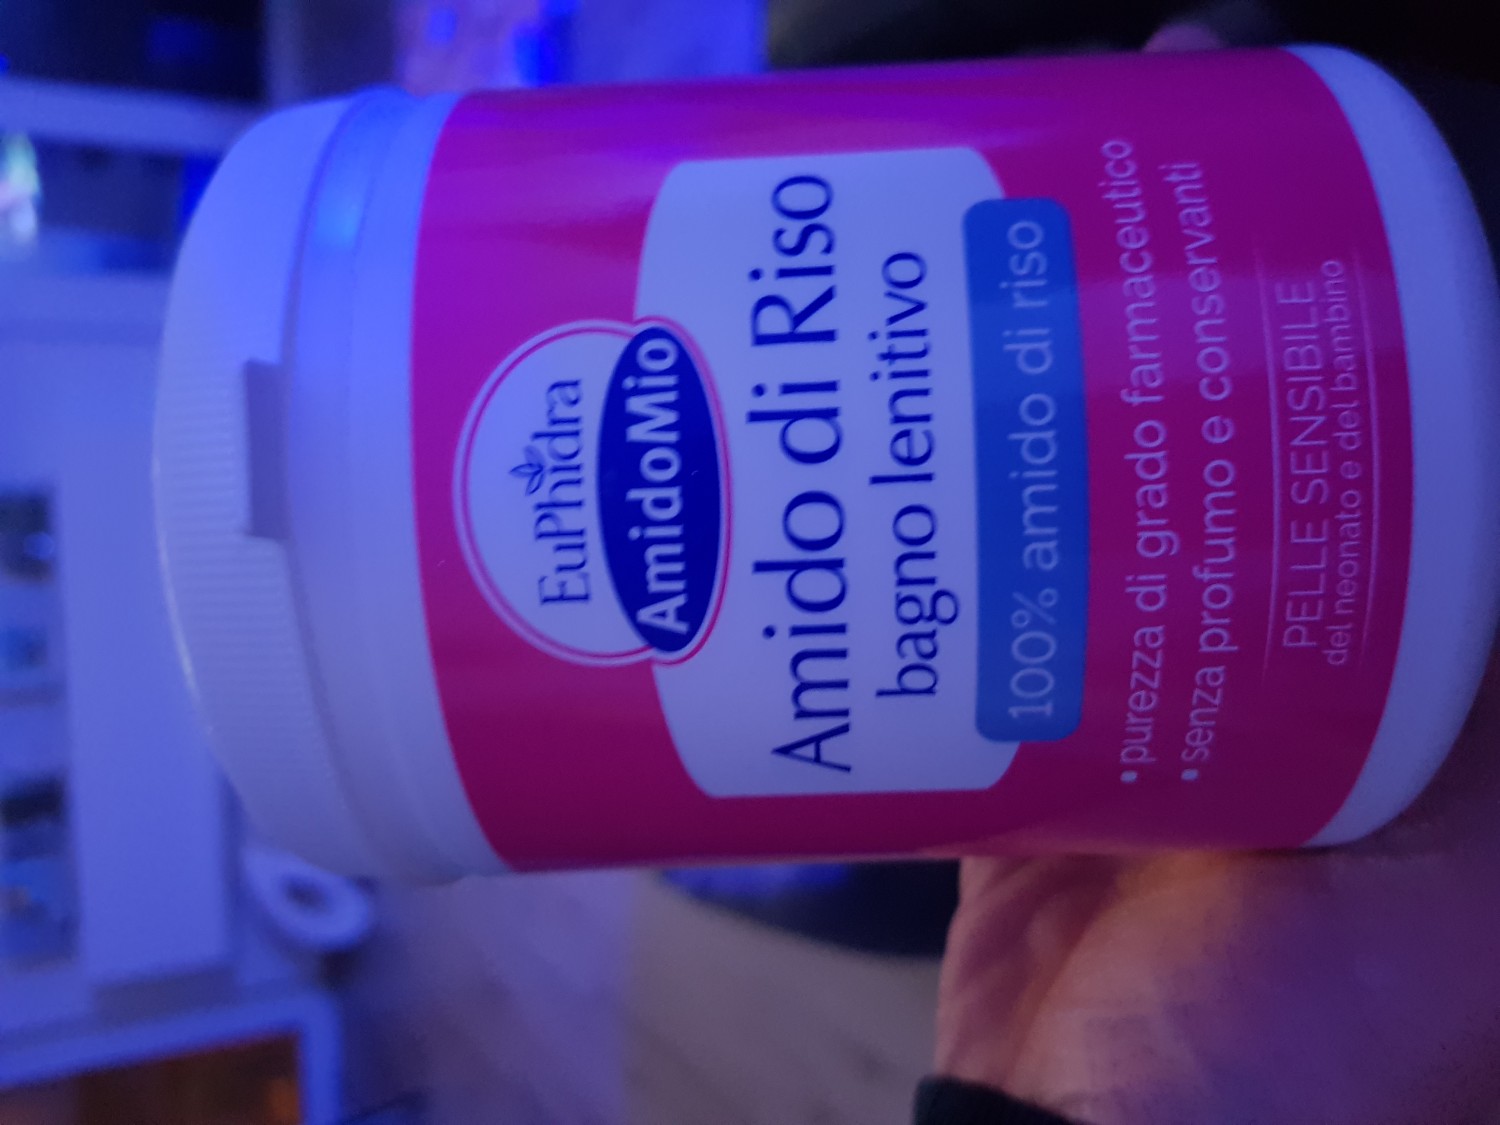 EuPhidra
AmidoMio
Amido di Riso
bagno lenitivo
100% amido di riso
• purezza di grado farmaceutico
• senza profumo e conservanti
PELLE SENSIBILE
del neonato e del bambino